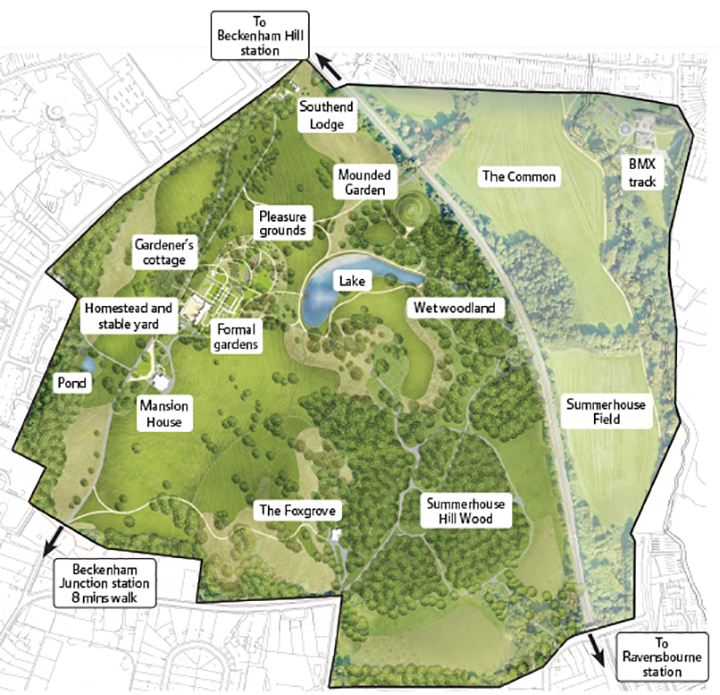 To
Beckenham Hill
station
Southend
Lodge
Mounded
Garden
The Common
BMX
track
Pleasure
grounds
Gardener's
cottage
Lake
Homestead and
stable yard
Wet woodland
Formal
gardens
Pond
Mansion
House
Summerhouse
Field
The Foxgrove
Summerhouse
Hill Wood
Beckenham
Junction station
8 mins walk
To
Ravensbourne
station